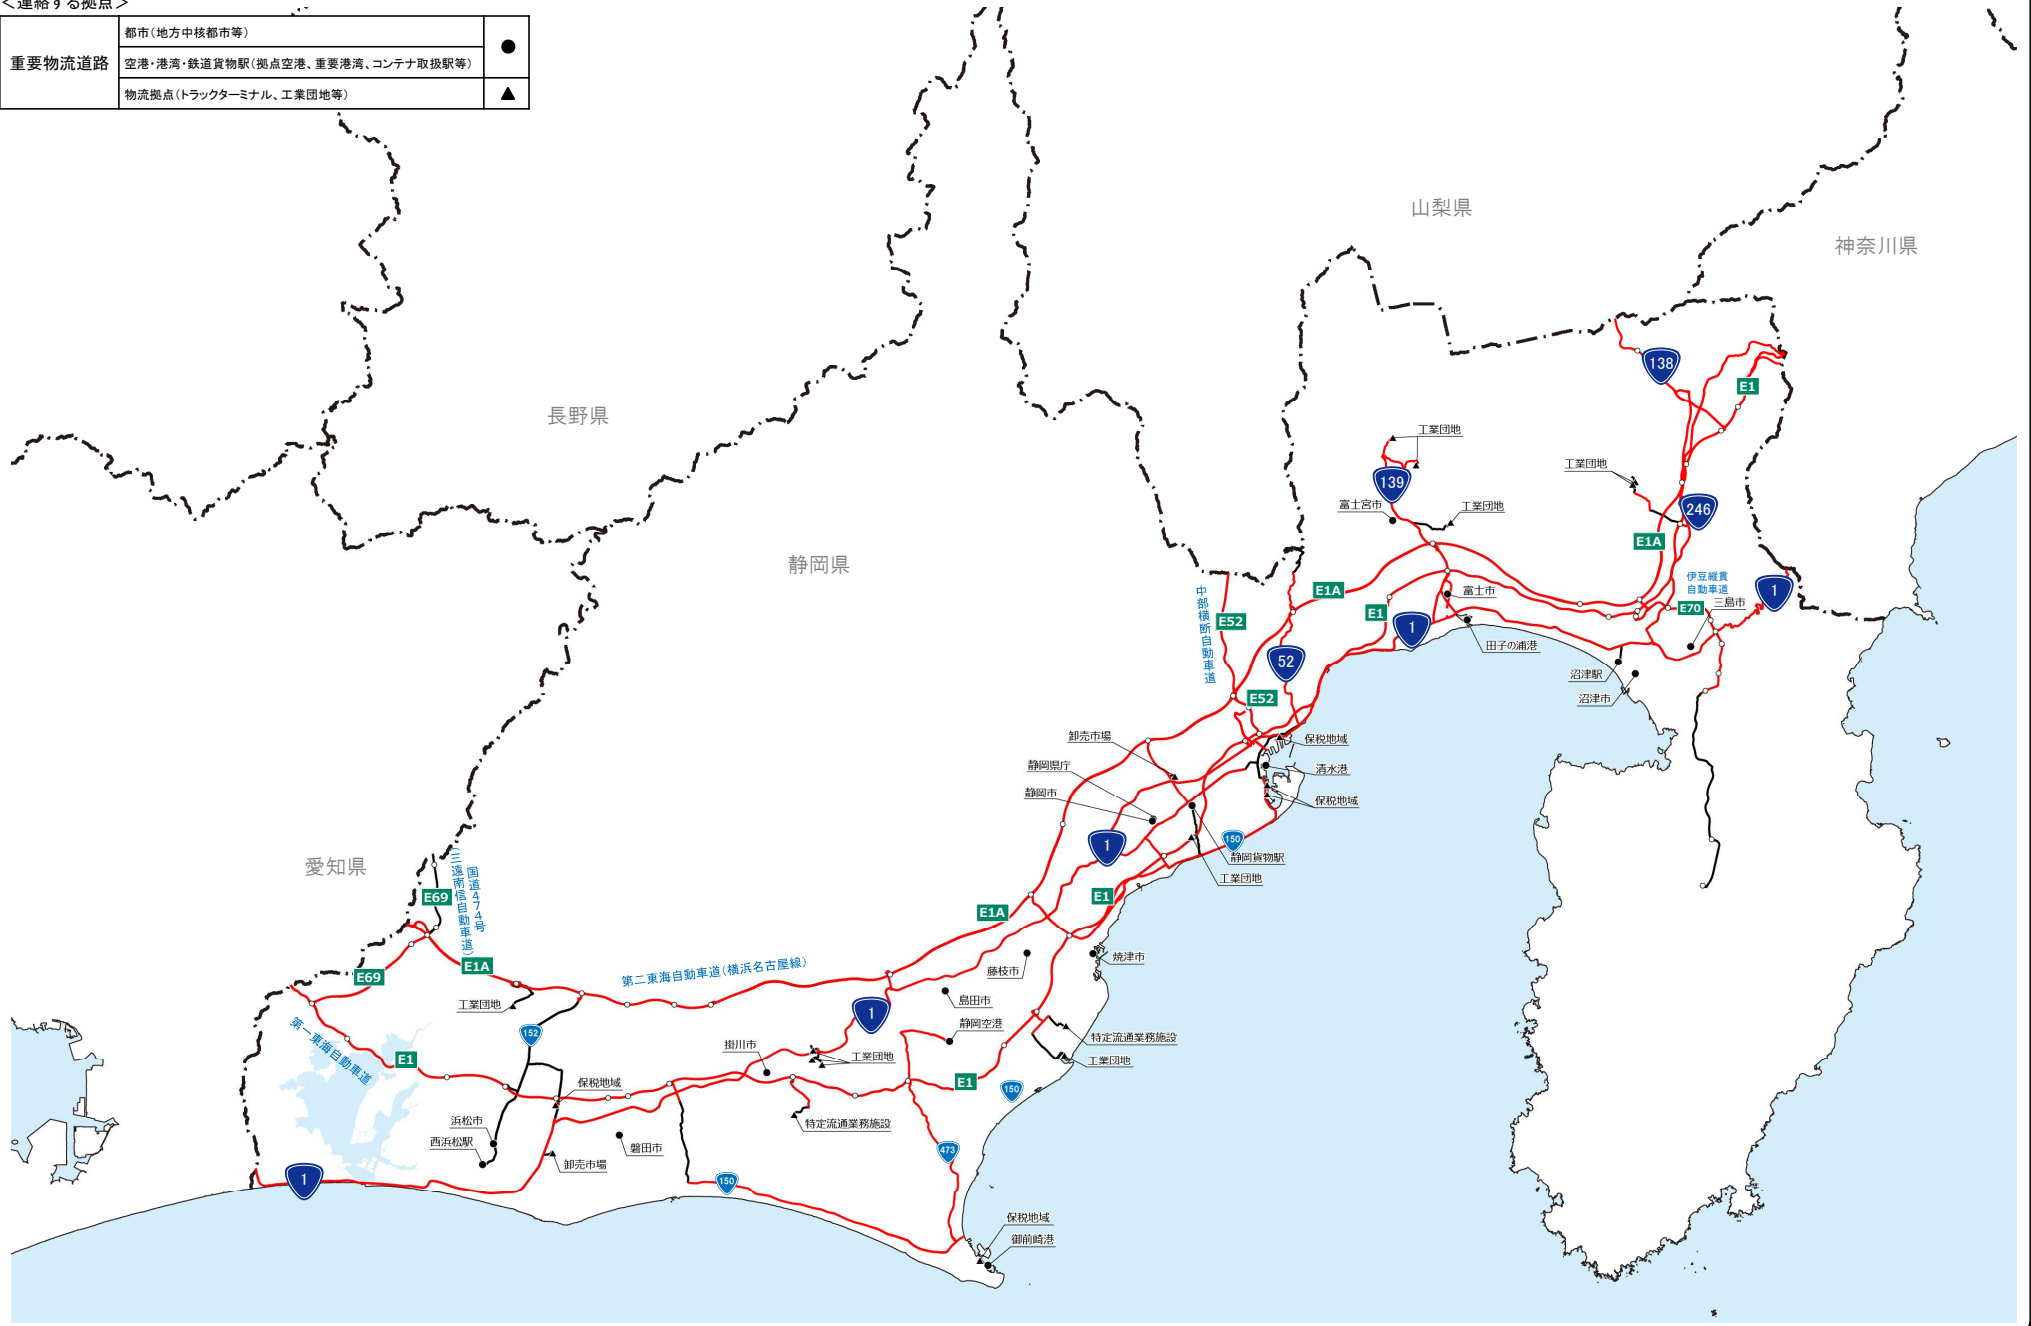 ＜連絡する拠点＞
重要物流道路
都市（地方中核都市等）
●
空港・港湾・鉄道貨物駅（拠点空港、重要港湾、コンテナ取扱駅等）
物流拠点（トラックターミナル、工業団地等）
▲
山梨県
神奈川県
長野県
静岡県
愛知県
138
E1
工業団地
139
工業団地
富士宮市
工業団地
246
E1A
伊豆縦貫
自動車道
1
E70
三島市
E1A
E1
富士市
1
田子の浦港
沼津駅
沼津市
中部横断自動車道
E52
52
E52
卸売市場
保税地域
静岡県庁
清水港
静岡市
保税地域
1
150
静岡貨物駅
工業団地
E1
E1A
国道474号
（三遠南信自動車道）
E69
E1A
E69
第二東海自動車道（横浜名古屋線）
藤枝市
焼津市
島田市
工業団地
1
152
静岡空港
特定流通業務施設
第一東海自動車道
E1
掛川市
工業団地
工業団地
E1
150
保税地域
浜松市
特定流通業務施設
西浜松駅
磐田市
473
卸売市場
1
150
保税地域
御前崎港